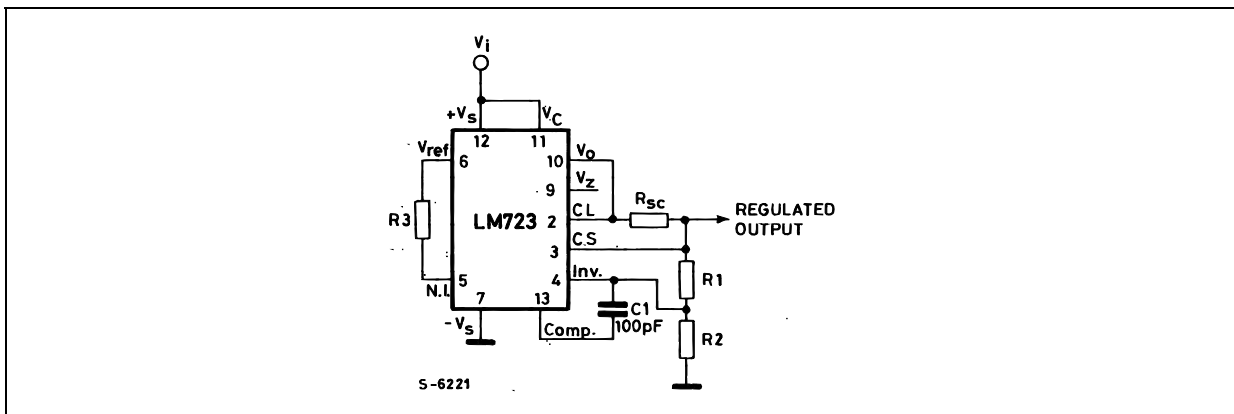 Vi
+Vs
VC
12
11
Vref
6
10
Vo
9
Vz
R3
LM723
2
CL
Rsc
REGULATED
OUTPUT
3
C.S
R1
5
N.I.
4
Inv.
7
13
C1
100pF
-Vs
Comp.
R2
S-6221